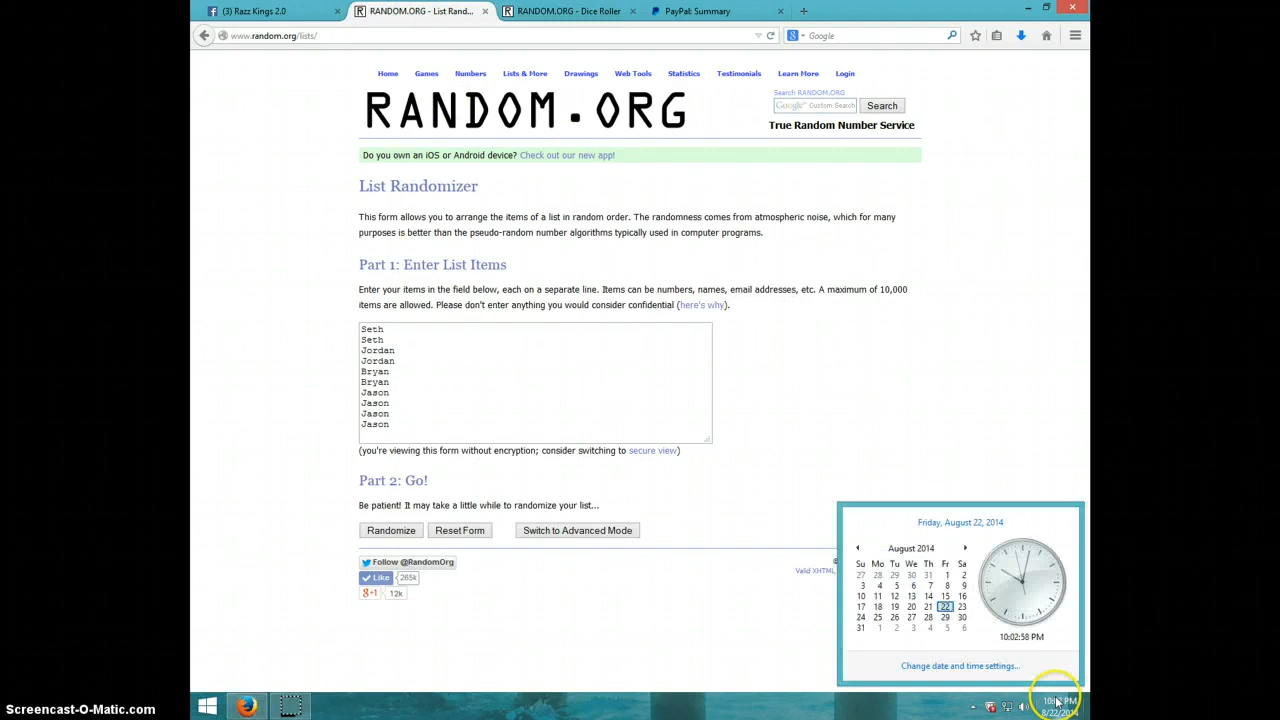 (3) Razz Kings 2.0
RANDOM.ORG - List Rand...
RANDOM.ORG - Dice Roller
PayPal: Summary
www.random.org/lists/
Google
Home Games Numbers Lists & More Drawings Web Tools Statistics Testimonials Learn More Login
RANDOM.ORG
Search RANDOM.ORG
Google™ Custom Search
Search
True Random Number Service
Do you own an iOS or Android device? Check out our new app!
List Randomizer
This form allows you to arrange the items of a list in random order. The randomness comes from atmospheric noise, which for many
purposes is better than the pseudo-random number algorithms typically used in computer programs.
Part 1: Enter List Items
Enter your items in the field below, each on a separate line. Items can be numbers, names, email addresses, etc. A maximum of 10,000
items are allowed. Please don't enter anything you would consider confidential (here's why).
Seth
Seth
Jordan
Jordan
Bryan
Bryan
Jason
Jason
Jason
Jason
(you're viewing this form without encryption; consider switching to secure view)
Part 2: Go!
Be patient! It may take a little while to randomize your list...
Randomize
Reset Form
Switch to Advanced Mode
Follow @RandomOrg
Like 265k
g+1 12k
Valid XHTML
Friday, August 22, 2014
August 2014
Su Mo Tu We Th Fr Sa
27 28 29 30 31 1 2
3 4 5 6 7 8 9
10 11 12 13 14 15 16
17 18 19 20 21 22 23
24 25 26 27 28 29 30
31 1 2 3 4 5 6
10:02:58 PM
Change date and time settings...
PM
8/22/2014
Screencast-O-Matic.com